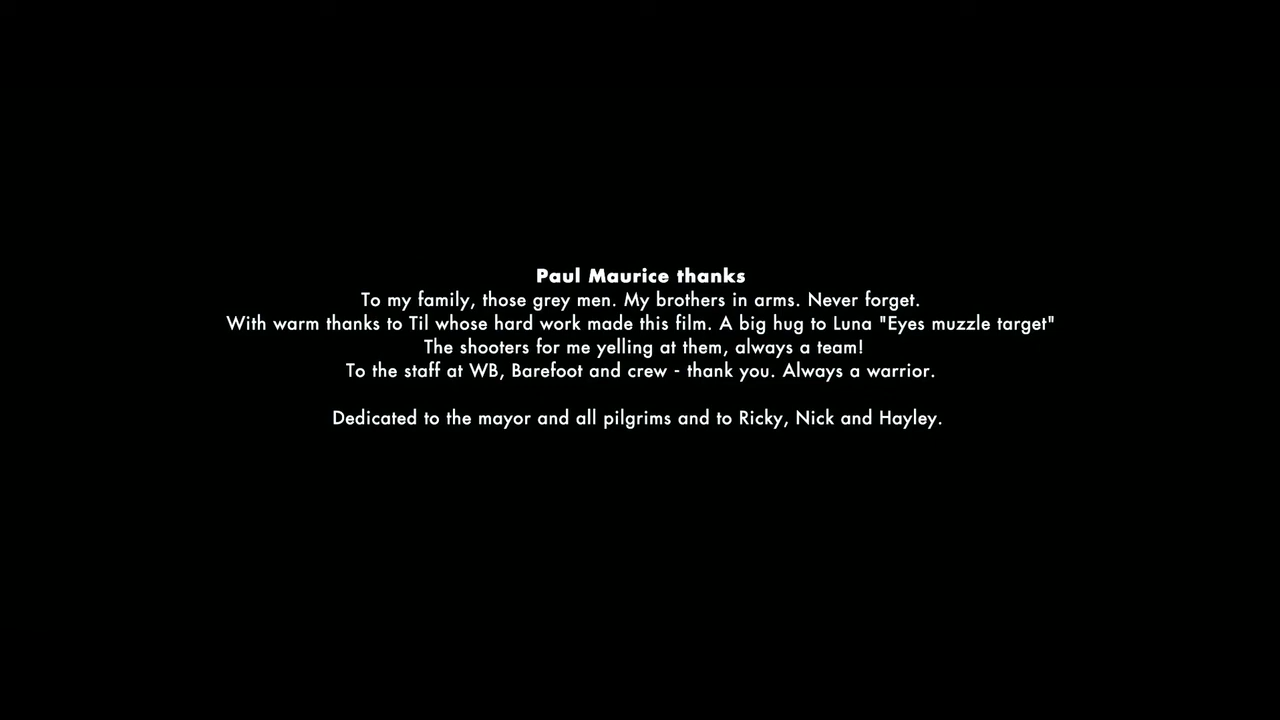 Paul Maurice thanks
To my family, those grey men. My brothers in arms. Never forget.
With warm thanks to Til whose hard work made this film. A big hug to Luna "Eyes muzzle target"
The shooters for me yelling at them, always a team!
To the staff at WB, Barefoot and crew - thank you. Always a warrior.
Dedicated to the mayor and all pilgrims and to Ricky, Nick and Hayley.